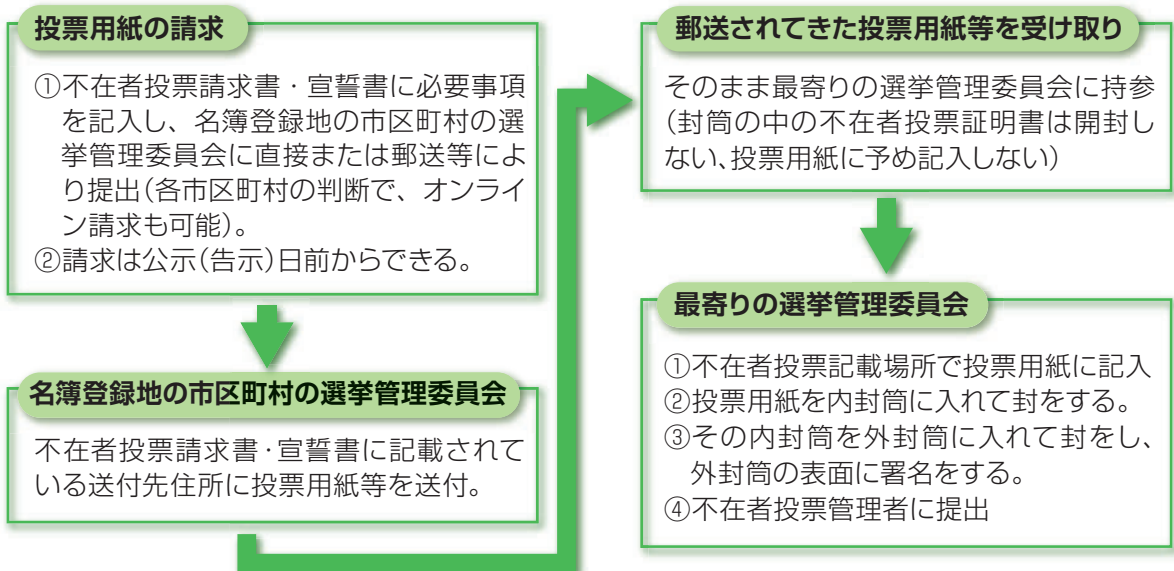 投票用紙の請求
①不在者投票請求書・宣誓書に必要事項
を記入し、名簿登録地の市区町村の選
挙管理委員会に直接または郵送等によ
り提出(各市区町村の判断で、オンライ
ン請求も可能)。
②請求は公示(告示)日前からできる。
名簿登録地の市区町村の選挙管理委員会
不在者投票請求書・宣誓書に記載されて
いる送付先住所に投票用紙等を送付。
郵送されてきた投票用紙等を受け取り
そのまま最寄りの選挙管理委員会に持参
(封筒の中の不在者投票証明書は開封し
ない、投票用紙に予め記入しない)
最寄りの選挙管理委員会
①不在者投票記載場所で投票用紙に記入
②投票用紙を内封筒に入れて封をする。
③その内封筒を外封筒に入れて封をし、
外封筒の表面に署名をする。
④不在者投票管理者に提出